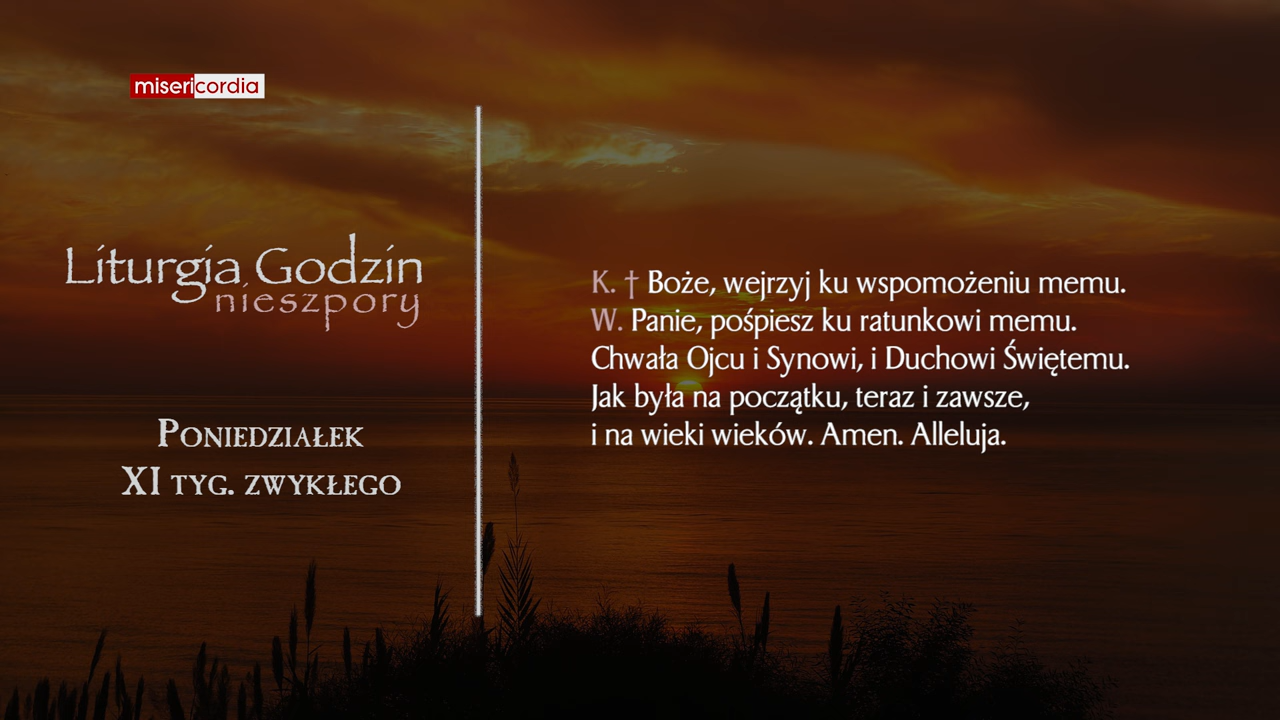 misericordia
Liturgia Godzin
nieszpory
Poniedziałek
XI tyg. zwykłego
K. † Boże, wejrzyj ku wspomożeniu memu.
W. Panie, pośpiesz ku ratunkowi memu.
Chwała Ojcu i Synowi, i Duchowi Świętemu.
Jak była na początku, teraz i zawsze,
i na wieki wieków. Amen. Alleluja.